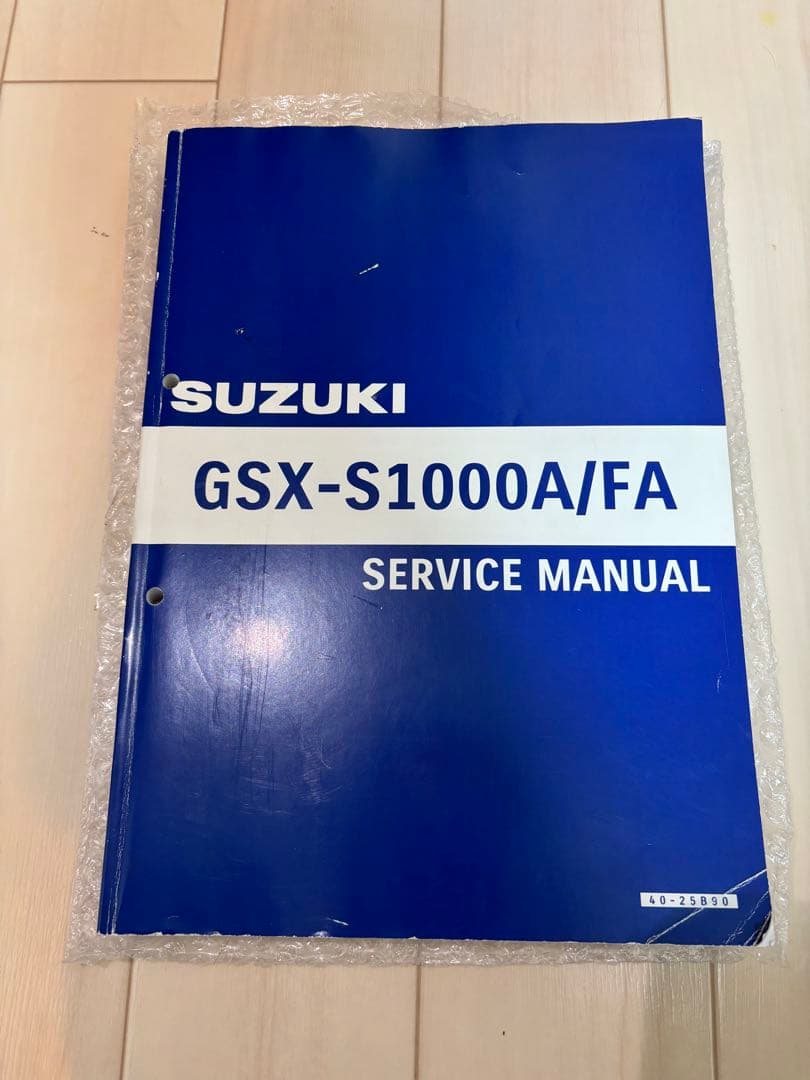 SUZUKI
GSX-S1000A/FA
SERVICE MANUAL
40-25B90